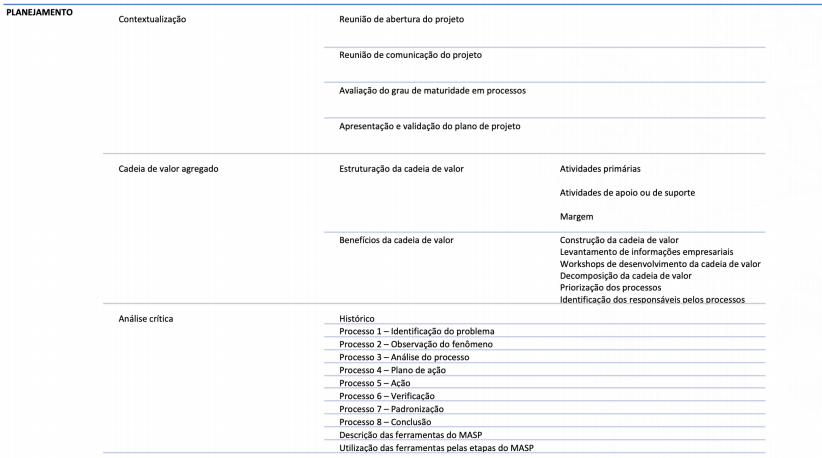 PLANEJAMENTO
Contextualização
Reunião de abertura do projeto
Reunião de comunicação do projeto
Avaliação do grau de maturidade em processos
Apresentação e validação do plano de projeto
Cadeia de valor agregado
Estruturação da cadeia de valor
Atividades primárias
Atividades de apoio ou de suporte
Margem
Benefícios da cadeia de valor
Construção da cadeia de valor
Levantamento de informações empresariais
Workshops de desenvolvimento da cadeia de valor
Decomposição da cadeia de valor
Priorização dos processos
Identificação dos responsáveis pelos processos
Análise crítica
Histórico
Processo 1 – Identificação do problema
Processo 2 – Observação do fenômeno
Processo 3 – Análise do processo
Processo 4 – Plano de ação
Processo 5 – Ação
Processo 6 – Verificação
Processo 7 – Padronização
Processo 8 – Conclusão
Descrição das ferramentas do MASP
Utilização das ferramentas pelas etapas do MASP